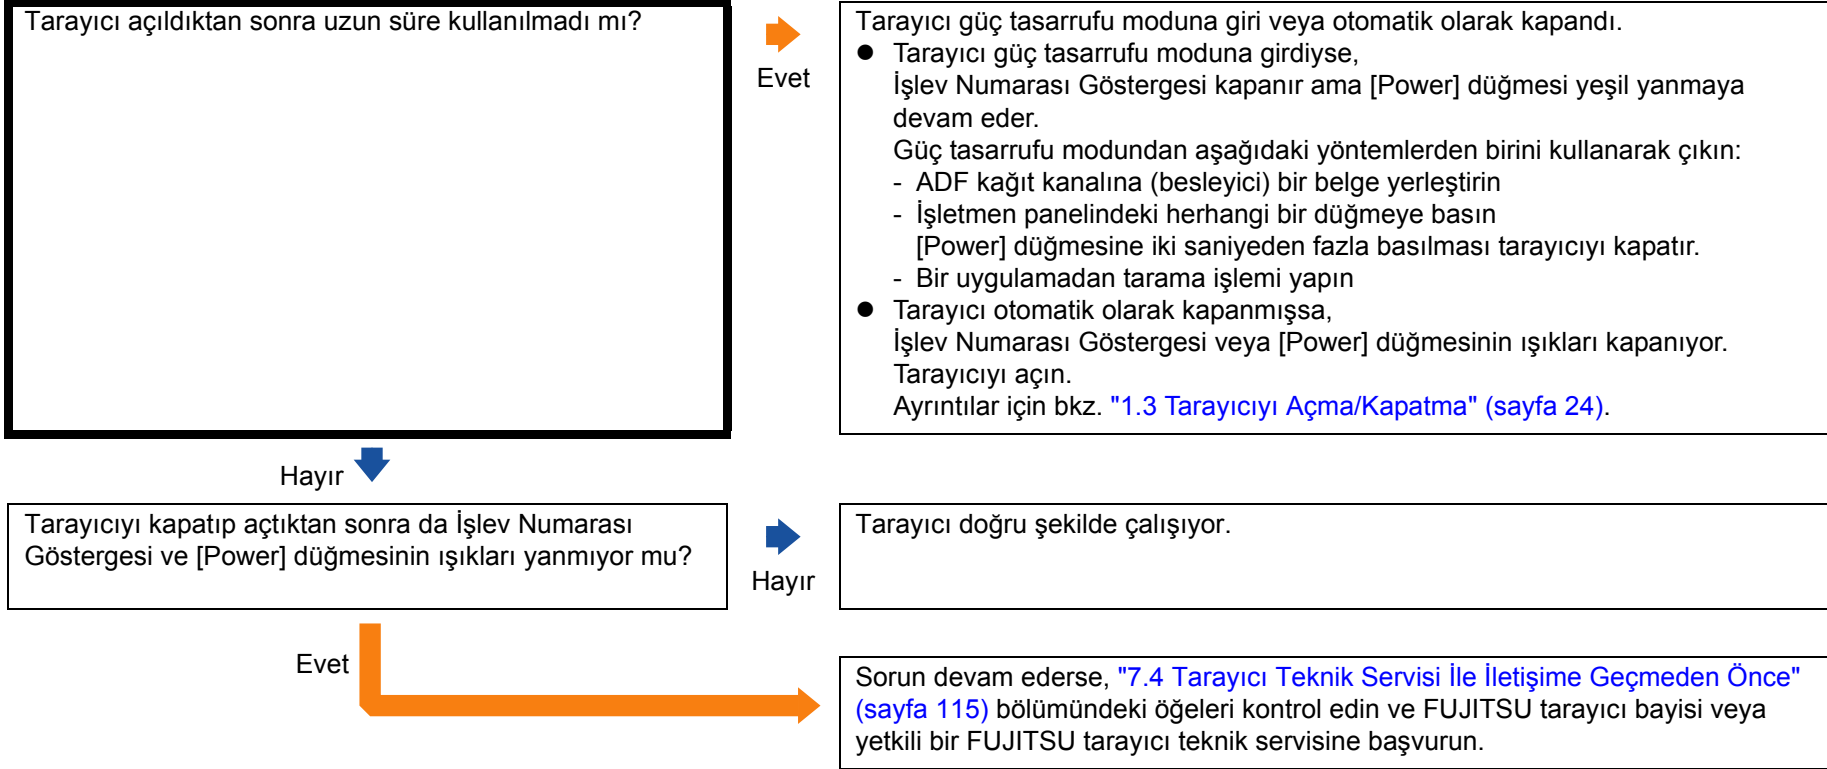 Tarayıcı açıldıktan sonra uzun süre kullanılmadı mı?
Evet
Tarayıcı güç tasarrufu moduna giri veya otomatik olarak kapandı.
● Tarayıcı güç tasarrufu moduna girdiyse,
İşlev Numarası Göstergesi kapanır ama [Power] düğmesi yeşil yanmaya
devam eder.
Güç tasarrufu modundan aşağıdaki yöntemlerden birini kullanarak çıkın:
- ADF kağıt kanalına (besleyici) bir belge yerleştirin
- İşletmen panelindeki herhangi bir düğmeye basın
[Power] düğmesine iki saniyeden fazla basılması tarayıcıyı kapatır.
- Bir uygulamadan tarama işlemi yapın
● Tarayıcı otomatik olarak kapanmışsa,
İşlev Numarası Göstergesi veya [Power] düğmesinin ışıkları kapanıyor.
Tarayıcıyı açın.
Ayrıntılar için bkz. "1.3 Tarayıcıyı Açma/Kapatma" (sayfa 24).
Hayır
Tarayıcıyı kapatıp açtıktan sonra da İşlev Numarası
Göstergesi ve [Power] düğmesinin ışıkları yanmıyor mu?
Hayır
Tarayıcı doğru şekilde çalışıyor.
Evet
Sorun devam ederse, "7.4 Tarayıcı Teknik Servisi İle İletişime Geçmeden Önce"
(sayfa 115) bölümündeki öğeleri kontrol edin ve FUJITSU tarayıcı bayisi veya
yetkili bir FUJITSU tarayıcı teknik servisine başvurun.